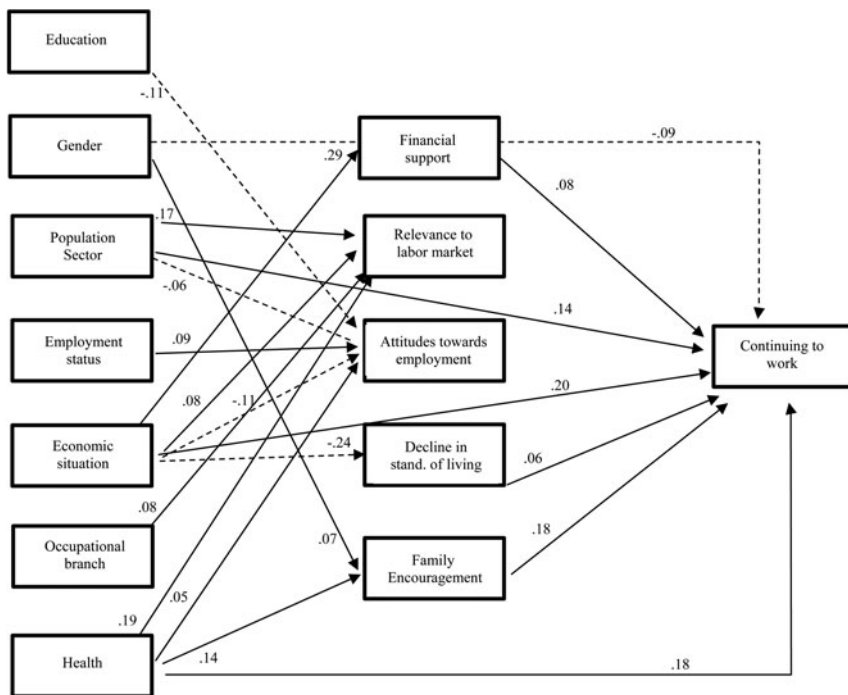 Education
-.11
Gender
Financial
support
-.09
.29
.08
.17
Population
Sector
Relevance to
labor market
-.06
.14
Employment
status
.09
Attitudes towards
employment
Continuing to
work
.08
-.11
.20
Economic
situation
-.24
Decline in
stand. of living
.06
.08
Occupational
branch
.07
Family
Encouragement
.18
.05
.19
Health
.14
.18